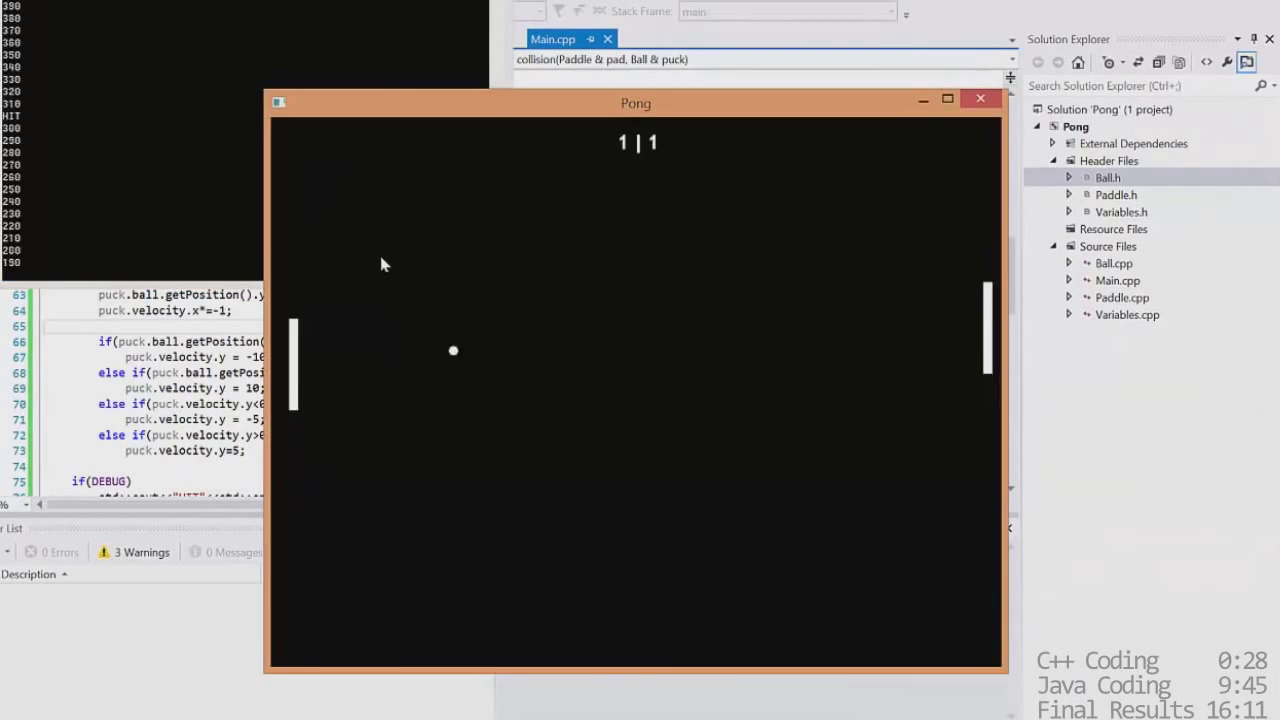 390
380
370
360
350
340
330
320
310
HIT
300
290
280
270
260
250
240
230
220
210
200
150
Stack Frame: main
Main.cpp
collision(Paddle & pad, Ball & puck)
Solution Explorer
Search Solution Explorer (Ctrl+;)
Solution 'Pong' (1 project)
Pong
External Dependencies
Header Files
Ball.h
Paddle.h
Variables.h
Resource Files
Source Files
Ball.cpp
Main.cpp
Paddle.cpp
Variables.cpp
Pong
1 | 1
63 puck.ball.getPosition().y
64 puck.velocity.x*=-1;
65
66 if(puck.ball.getPosition(
67 puck.velocity.y = -10
68 else if(puck.ball.getPosi
69 puck.velocity.y = 10;
70 else if(puck.velocity.y<0
71 puck.velocity.y = -5;
72 else if(puck.velocity.y>0
73 puck.velocity.y=5;
74
75 if(DEBUG)
%
r List
0 Errors
3 Warnings
0 Messages
Description
C++ Coding 0:28
Java Coding 9:45
Final Results 16:11